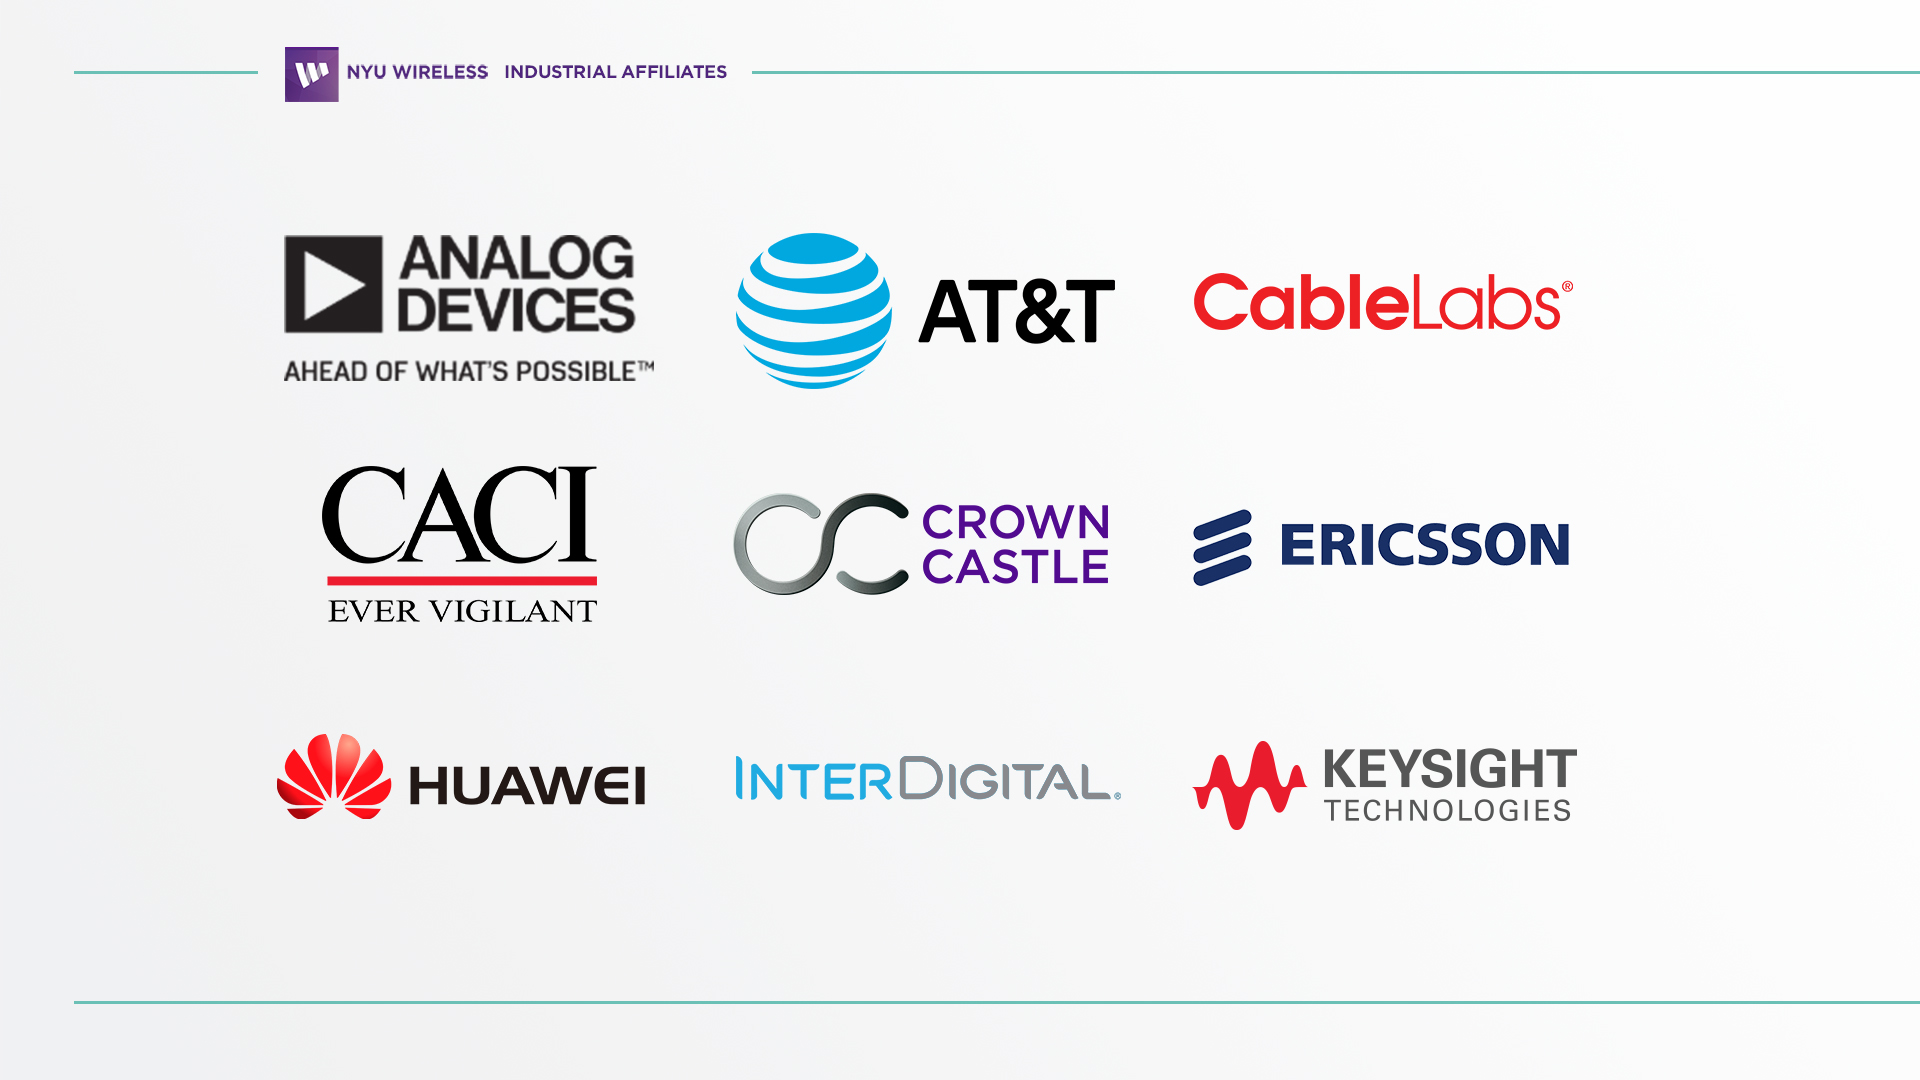 NYU WIRELESS INDUSTRIAL AFFILIATES
ANALOG
DEVICES
AHEAD OF WHAT'S POSSIBLE™
AT&T
CableLabs®
CACI
EVER VIGILANT
CROWN
CASTLE
ERICSSON
HUAWEI
INTERDIGITAL®
KEYSIGHT
TECHNOLOGIES